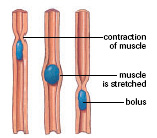 contraction
of muscle
muscle
is stretched
bolus